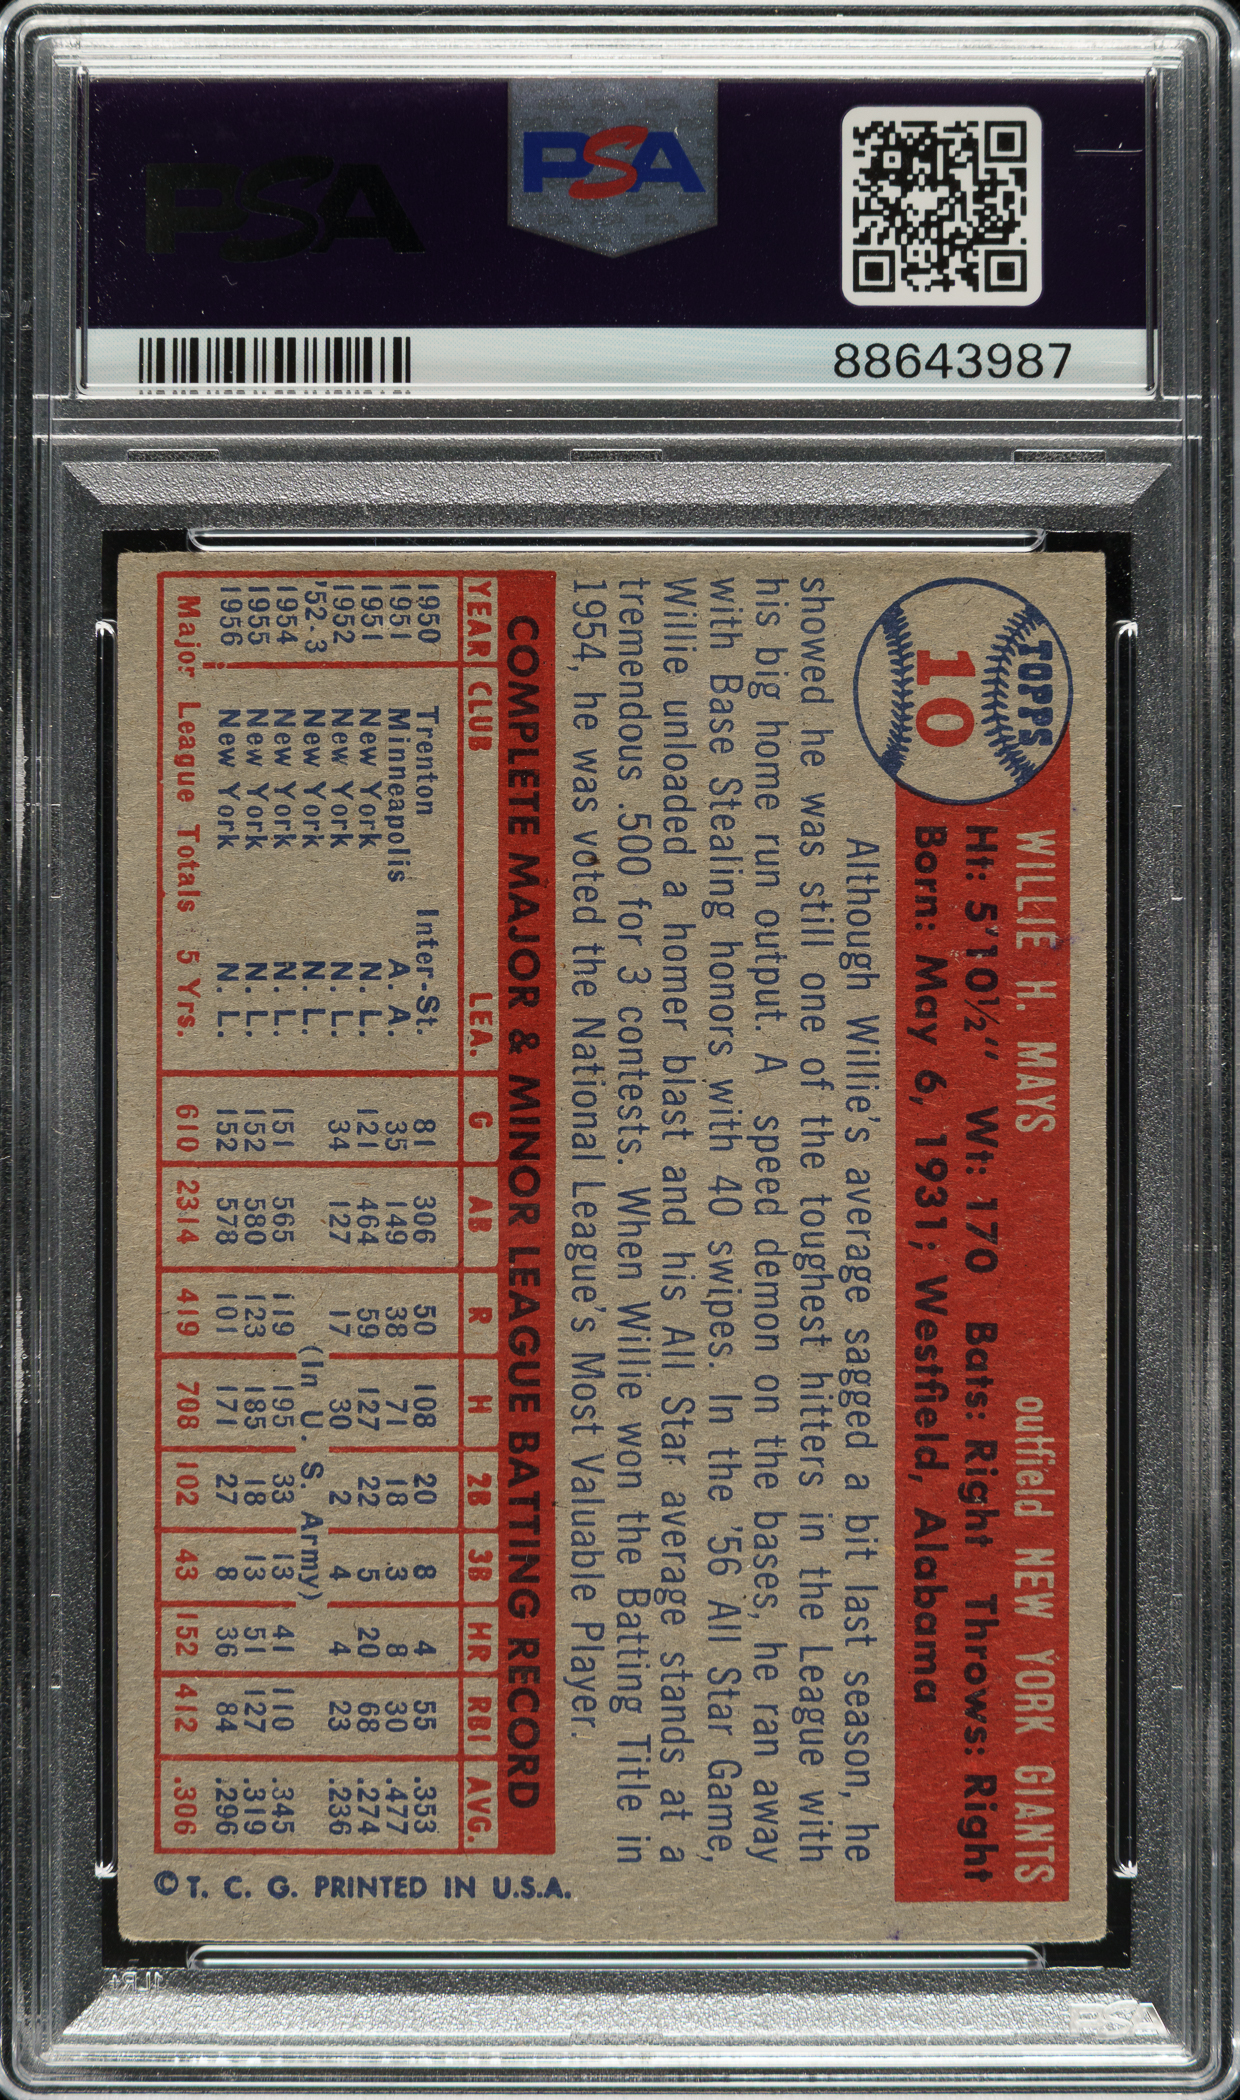 PSA
PSA
88643987
TOPPS
10
WILLIE H. MAYS outfield NEW YORK GIANTS
Ht: 5'10½" Wt: 170 Bats: Right Throws: Right
Born: May 6, 1931; Westfield, Alabama
Although Willie's average sagged a bit last season, he
showed he was still one of the toughest hitters in the League with
his big home run output. A speed demon on the bases, he ran away
with Base Stealing honors with 40 swipes. In the '56 All Star Game,
Willie unloaded a homer blast and his All Star average stands at a
tremendous .500 for 3 contests. When Willie won the Batting Title in
1954, he was voted the National League's Most Valuable Player.
COMPLETE MAJOR & MINOR LEAGUE BATTING RECORD
YEAR CLUB LEA. G AB R H 2B 3B HR RBI AVG.
1950 Trenton Inter-St. 81 306 50 108 20 8 4 55 .353
1951 Minneapolis A. A. 35 149 38 71 18 3 8 30 .477
1951 New York N. L. 121 464 59 127 22 5 20 68 .274
1952 New York N. L. 34 127 17 30 2 4 4 23 .236
'52-3 New York N. L. (In U. S. Army)
1954 New York N. L. 151 565 119 195 33 13 41 110 .345
1955 New York N. L. 152 580 123 185 18 13 51 127 .319
1956 New York N. L. 152 578 101 171 27 8 36 84 .296
Major League Totals 5 Yrs. 610 2314 419 708 102 43 152 412 .306
© T. C. G. PRINTED IN U.S.A.